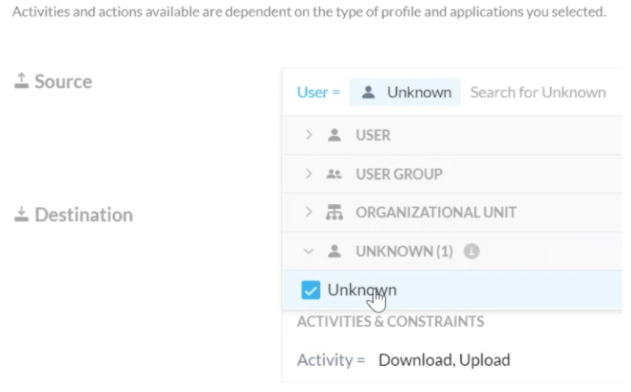 Activities and actions available are dependent on the type of profile and applications you selected.
Source
User = Unknown Search for Unknown
USER
USER GROUP
Destination
ORGANIZATIONAL UNIT
UNKNOWN (1)
Unknown
ACTIVITIES & CONSTRAINTS
Activity = Download, Upload